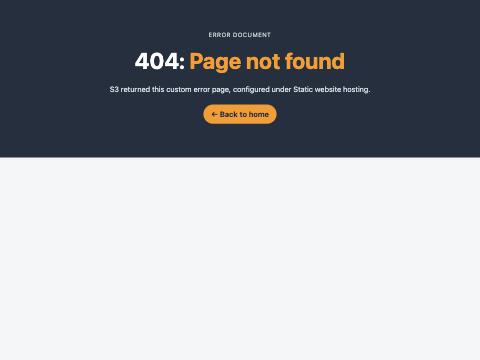 ERROR DOCUMENT
404: Page not found
S3 returned this custom error page, configured under Static website hosting.
← Back to home